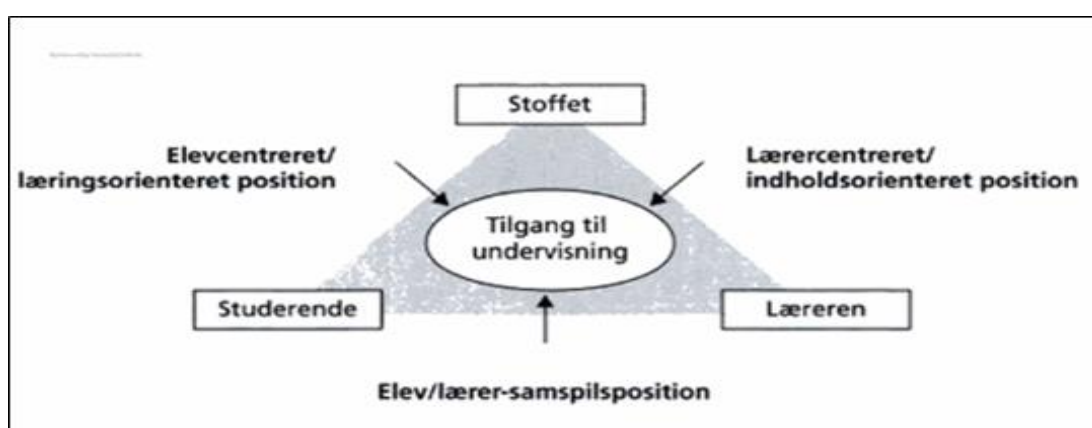 Stoffet
Elevcentreret/
læringsorienteret position
Lærercentreret/
indholdsorienteret position
Tilgang til
undervisning
Studerende
Læreren
Elev/lærer-samspilsposition